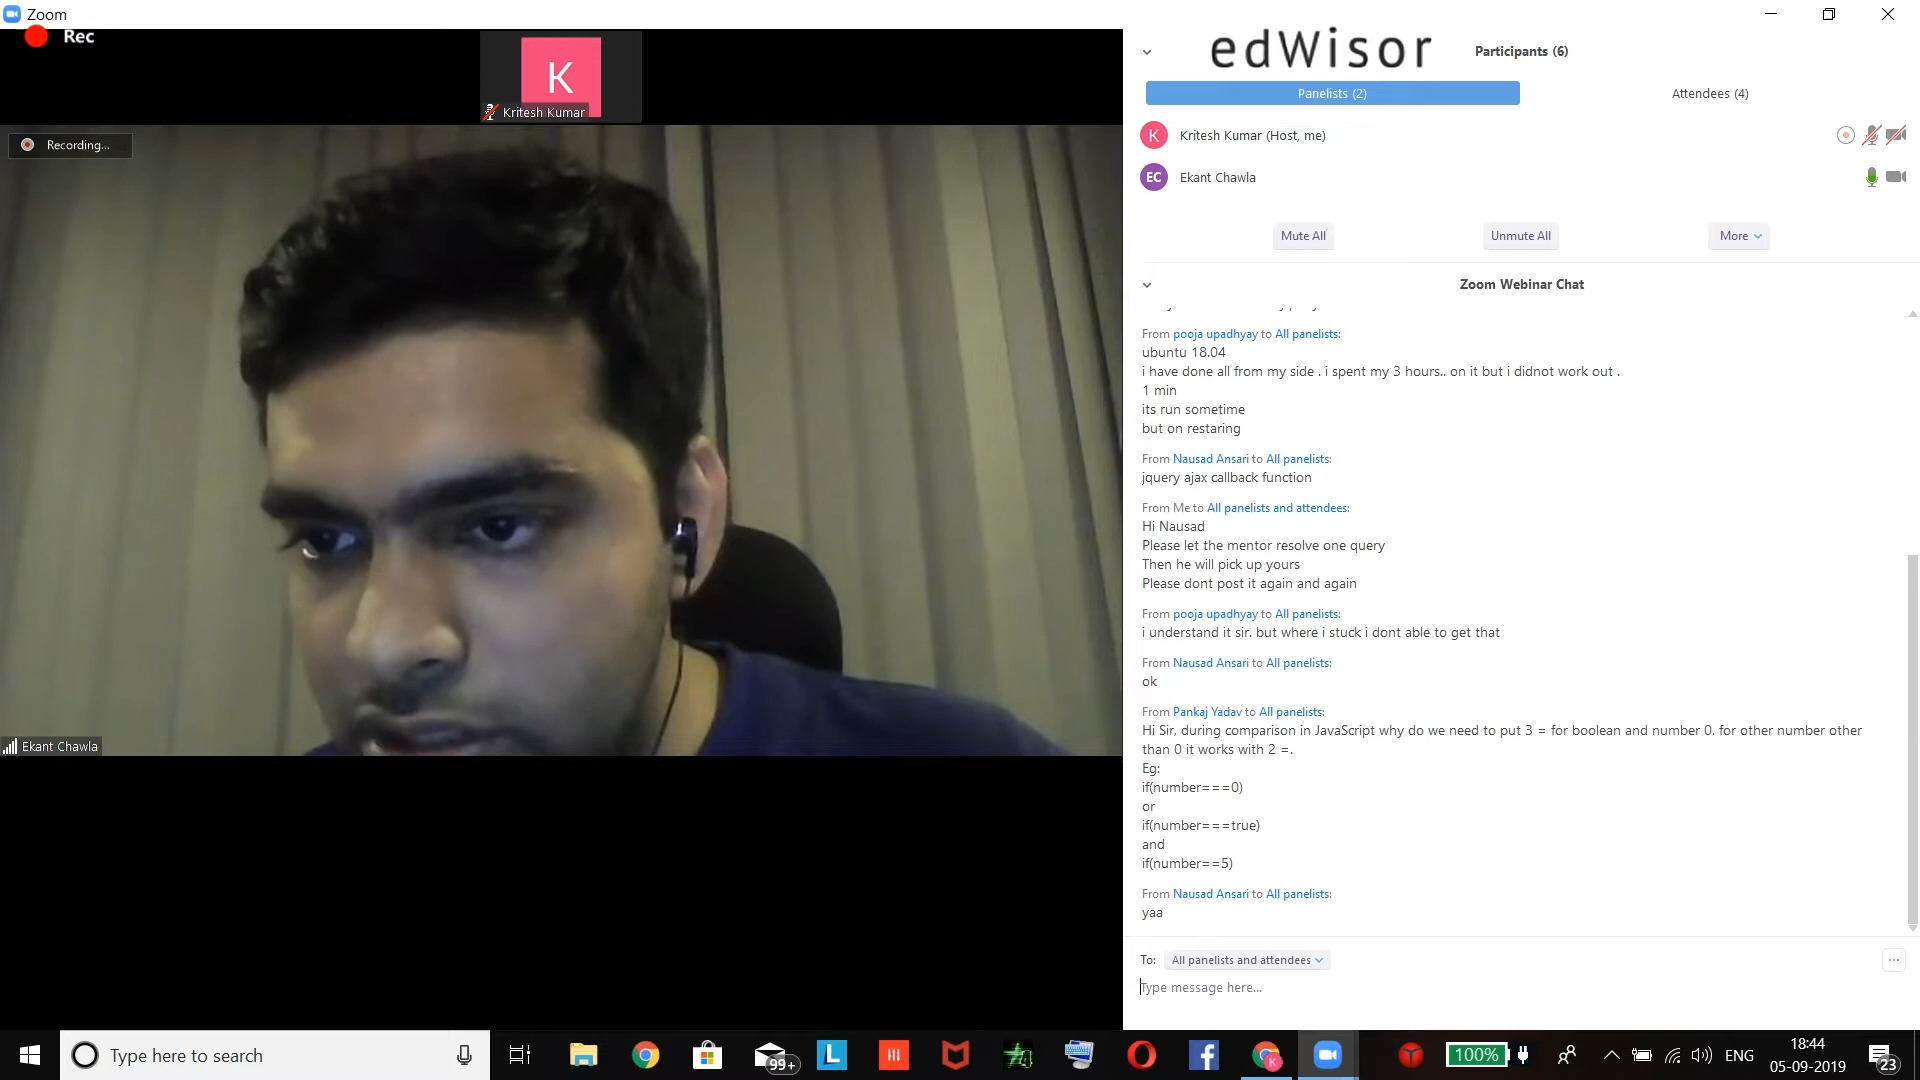 Zoom
Rec
K
Kritesh Kumar
Recording...
Ekant Chawla
edWisor
Participants (6)
Panelists (2)
Attendees (4)
K
Kritesh Kumar (Host, me)
EC
Ekant Chawla
Mute All
Unmute All
More
Zoom Webinar Chat
From pooja upadhyay to All panelists:
ubuntu 18.04
i have done all from my side . i spent my 3 hours.. on it but i didnot work out .
1 min
its run sometime
but on restaring
From Nausad Ansari to All panelists:
jquery ajax callback function
From Me to All panelists and attendees:
Hi Nausad
Please let the mentor resolve one query
Then he will pick up yours
Please dont post it again and again
From pooja upadhyay to All panelists:
i understand it sir. but where i stuck i dont able to get that
From Nausad Ansari to All panelists:
ok
From Pankaj Yadav to All panelists:
Hi Sir, during comparison in JavaScript why do we need to put 3 = for boolean and number 0. for other number other
than 0 it works with 2 =.
Eg:
if(number===0)
or
if(number===true)
and
if(number==5)
From Nausad Ansari to All panelists:
yaa
To: All panelists and attendees
Type message here...
Type here to search
99+
L
K
100%
ENG
18:44
05-09-2019
23